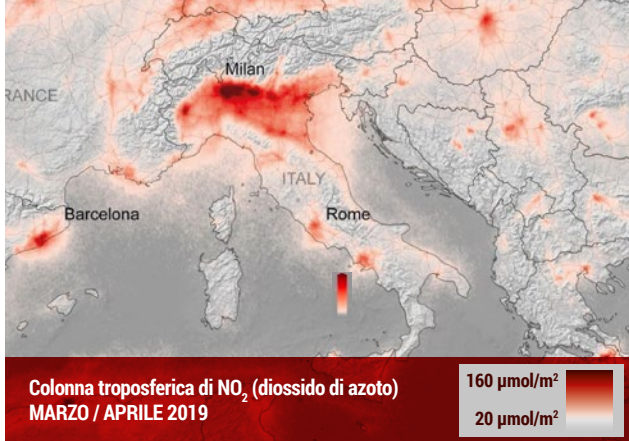 Milan
RANCE
ITALY
Barcelona
Rome
Colonna troposferica di NO₂ (diossido di azoto)
MARZO / APRILE 2019
160 µmol/m²
20 µmol/m²